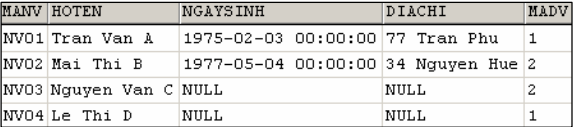 MANV HOTEN NGAYSINH DIACHI MADV
NV01 Tran Van A 1975-02-03 00:00:00 77 Tran Phu 1
NV02 Mai Thi B 1977-05-04 00:00:00 34 Nguyen Hue 2
NV03 Nguyen Van C NULL NULL 2
NV04 Le Thi D NULL NULL 1